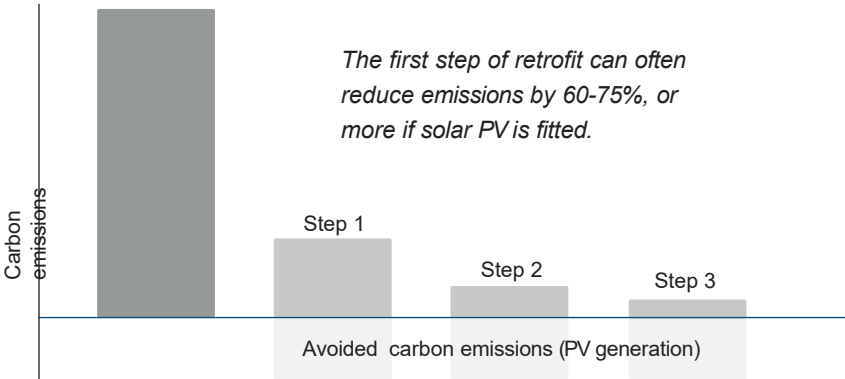 The first step of retrofit can often
reduce emissions by 60-75%, or
more if solar PV is fitted.
Carbon
emissions
Step 1
Step 2
Step 3
Avoided carbon emissions (PV generation)